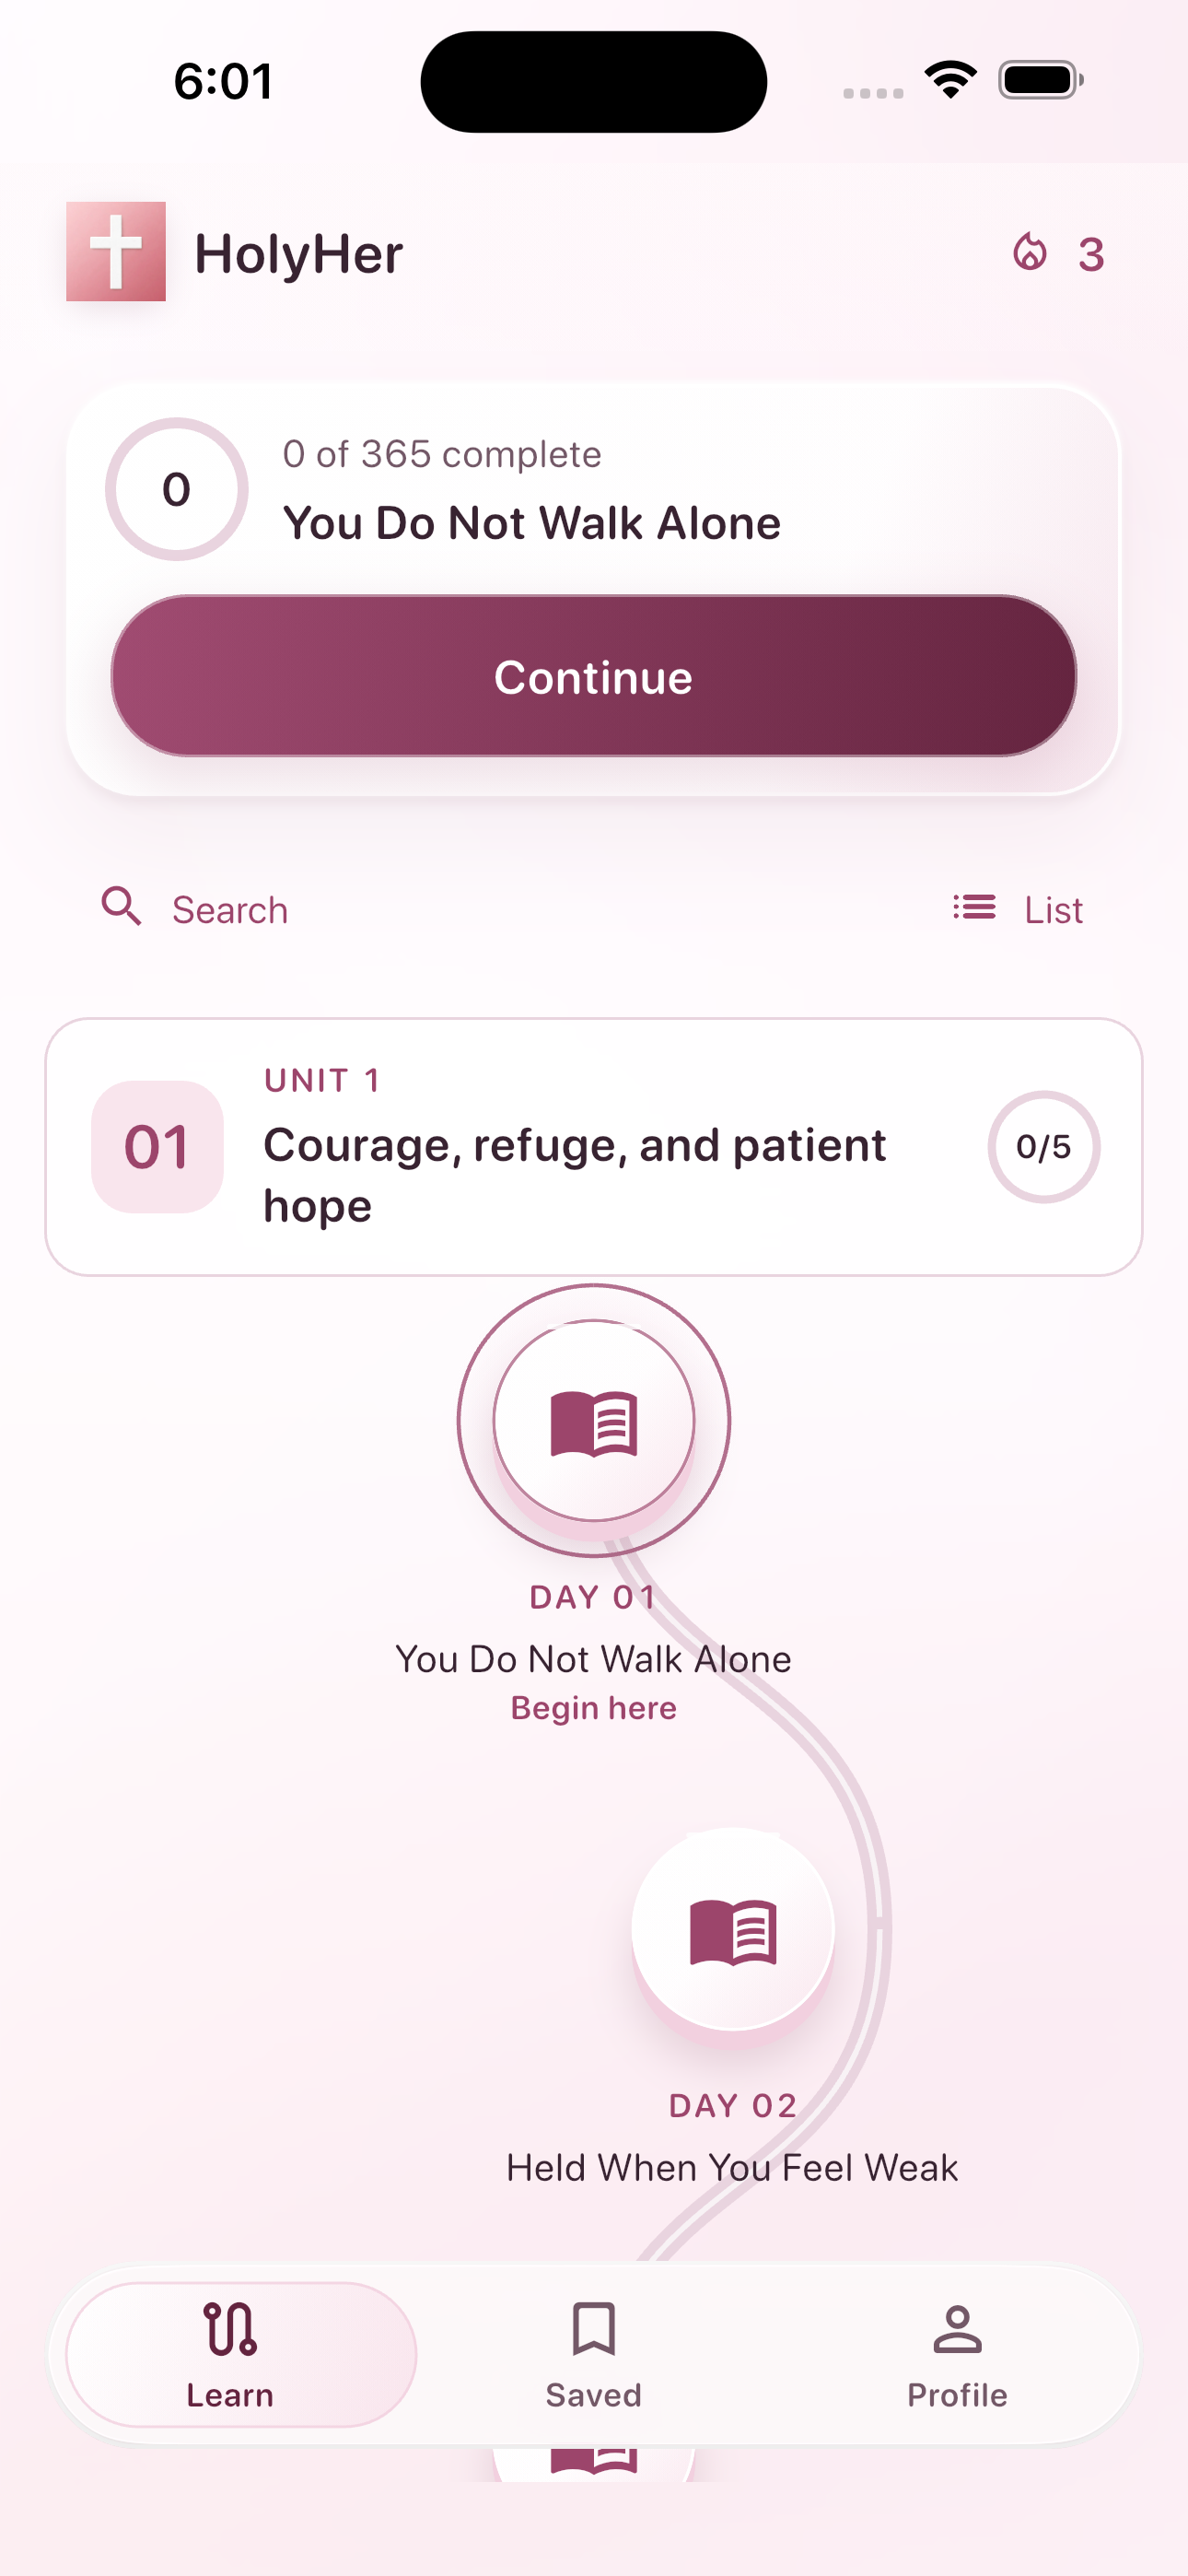 6:01
HolyHer
3
0
0 of 365 complete
You Do Not Walk Alone
Continue
Search
List
01
UNIT 1
Courage, refuge, and patient
hope
0/5
DAY 01
You Do Not Walk Alone
Begin here
DAY 02
Held When You Feel Weak
Learn
Saved
Profile